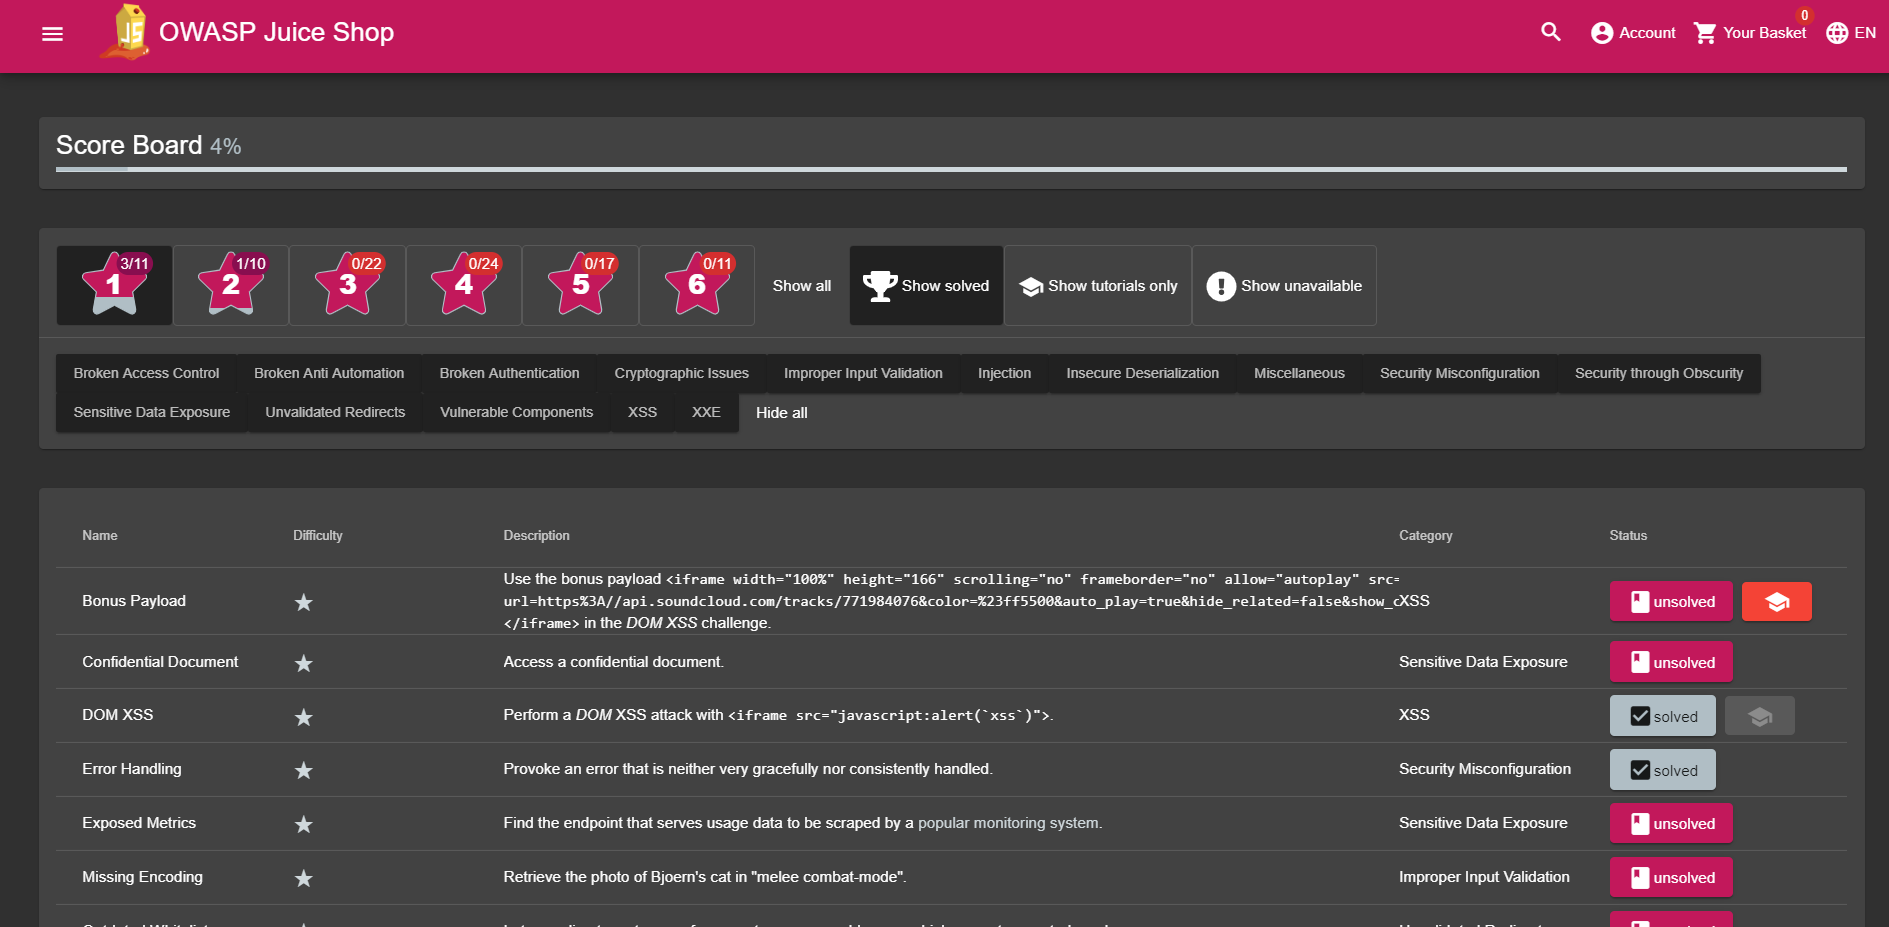 JS OWASP Juice Shop Account 0 Your Basket EN
Score Board 4%
3/11 1/10 0/22 0/24 0/17 0/11
1 2 3 4 5 6 Show all Show solved Show tutorials only Show unavailable
Broken Access Control Broken Anti Automation Broken Authentication Cryptographic Issues Improper Input Validation Injection Insecure Deserialization Miscellaneous Security Misconfiguration Security through Obscurity
Sensitive Data Exposure Unvalidated Redirects Vulnerable Components XSS XXE Hide all
Name Difficulty Description Category Status
Use the bonus payload <iframe width="100%" height="166" scrolling="no" frameborder="no" allow="autoplay" src=
Bonus Payload url=https%3A//api.soundcloud.com/tracks/771984076&color=%23ff5500&auto_play=true&hide_related=false&show_c XSS unsolved
</iframe> in the DOM XSS challenge.
Confidential Document Access a confidential document. Sensitive Data Exposure unsolved
DOM XSS Perform a DOM XSS attack with <iframe src="javascript:alert(`xss`)">. XSS solved
Error Handling Provoke an error that is neither very gracefully nor consistently handled. Security Misconfiguration solved
Exposed Metrics Find the endpoint that serves usage data to be scraped by a popular monitoring system. Sensitive Data Exposure unsolved
Missing Encoding Retrieve the photo of Bjoern's cat in "melee combat-mode". Improper Input Validation unsolved